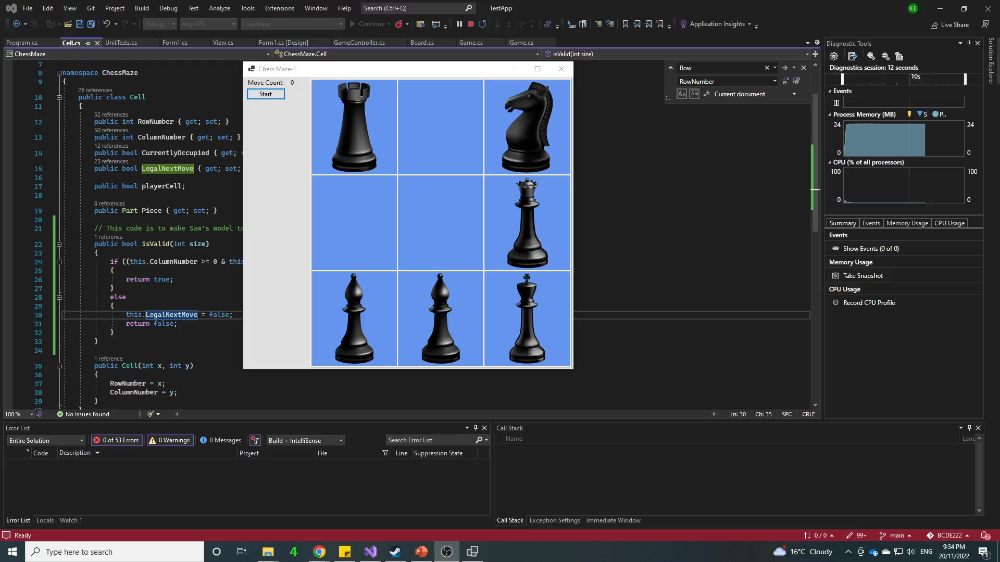 File Edit View Git Project Build Debug Test Analyze Tools Extensions Window Help Search (Ctrl+Q) TestApp KE
Debug Any CPU ChessApp Continue Application Insights Live Share
Program.cs Cell.cs UnitTests.cs Form1.cs View.cs Form1.cs [Design] GameController.cs Board.cs Game.cs IGame.cs
ChessMaze ChessMaze.Cell isValid(int size)
7
8 namespace ChessMaze
9 {
26 references
10 public class Cell
11 {
52 references
12 public int RowNumber { get; set; }
50 references
13 public int ColumnNumber { get; set; }
12 references
14 public bool CurrentlyOccupied { get; s
23 references
15 public bool LegalNextMove { get; set;
16
17 public bool playerCell;
18
8 references
19 public Part Piece { get; set; }
20
21 // This code is to make Sam's model to
1 reference
22 public bool isValid(int size)
23 {
24 if ((this.ColumnNumber >= 0 & this
25 {
26 return true;
27 }
28 else
29 {
30 this.LegalNextMove = false;
31 return false;
32 }
33 }
34
1 reference
35 public Cell(int x, int y)
36 {
37 RowNumber = x;
38 ColumnNumber = y;
39 }
100 % No issues found Ln: 30 Ch: 35 SPC CRLF
Chess Maze-1
Move Count: 0
Start
Row
RowNumber
Aa Abl Current document
Diagnostic Tools
Diagnostics session: 12 seconds
10s
Events
Process Memory (MB) S P..
24 24
0 0
CPU (% of all processors)
100 100
0 0
Summary Events Memory Usage CPU Usage
Events
Show Events (0 of 0)
Memory Usage
Take Snapshot
CPU Usage
Record CPU Profile
Solution Explorer
Error List
Entire Solution 0 of 53 Errors 0 Warnings 0 Messages Build + IntelliSense Search Error List
Code Description Project File Line Suppression State
Error List Locals Watch 1
Call Stack
Name Lang
Call Stack Exception Settings Immediate Window
Ready 0 / 0 99+ main BCDE222 2
Type here to search 4 16°C Cloudy ENG 9:34 PM
20/11/2022 1